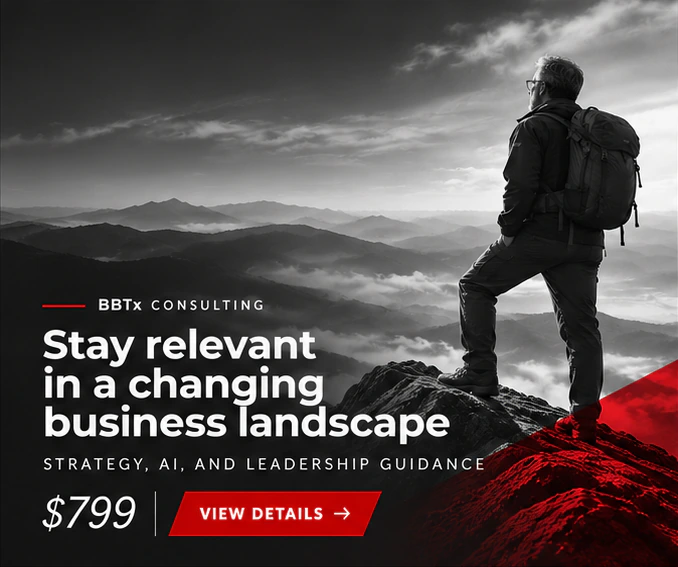 BBTx CONSULTING
Stay relevant
in a changing
business landscape
STRATEGY, AI, AND LEADERSHIP GUIDANCE
$799
VIEW DETAILS →